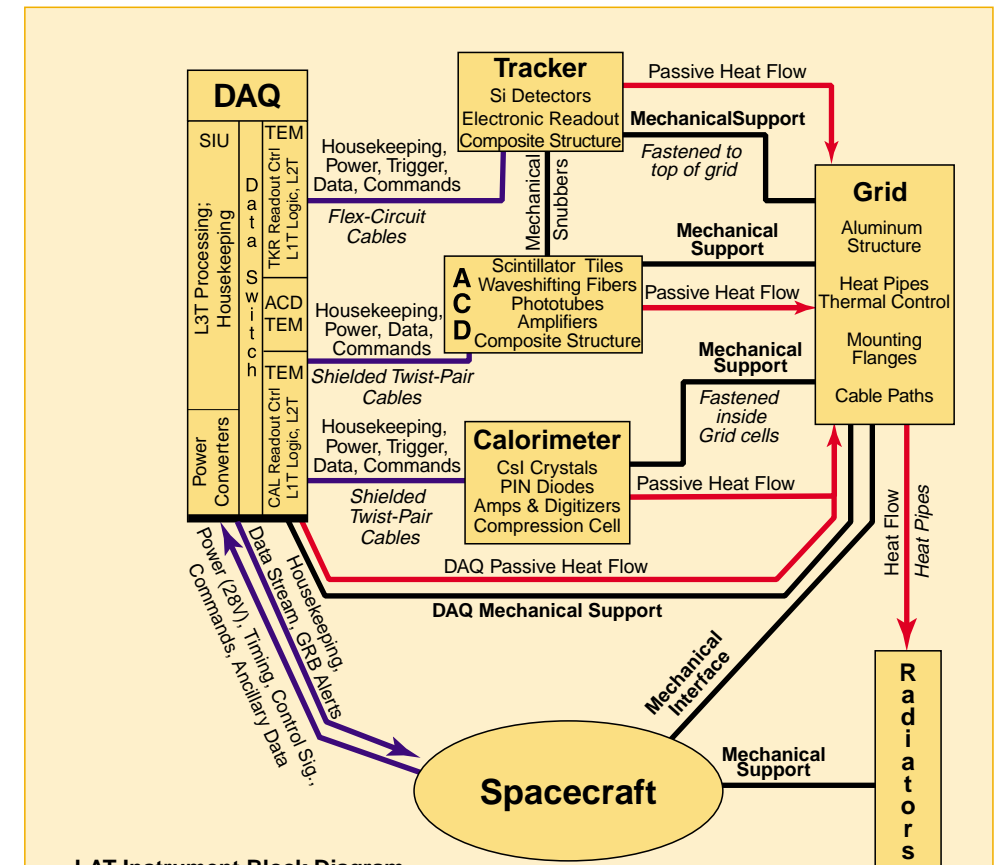 DAQ
SIU
L3T Processing;
Housekeeping
Power
Converters
Data Switch
TEM
TKR Readout Ctrl
L1T Logic, L2T
ACD
TEM
TEM
CAL Readout Ctrl
L1T Logic, L2T
Housekeeping,
Power, Trigger,
Data, Commands
Flex-Circuit
Cables
Housekeeping,
Power, Data,
Commands
Shielded Twist-Pair
Cables
Housekeeping,
Power, Trigger,
Data, Commands
Shielded
Twist-Pair
Cables
Tracker
Si Detectors
Electronic Readout
Composite Structure
Mechanical
Snubbers
ACD
Scintillator Tiles
Waveshifting Fibers
Phototubes
Amplifiers
Composite Structure
Calorimeter
CsI Crystals
PIN Diodes
Amps & Digitizers
Compression Cell
Passive Heat Flow
MechanicalSupport
Fastened to
top of grid
Mechanical
Support
Passive Heat Flow
Mechanical
Support
Fastened
inside
Grid cells
Passive Heat Flow
Grid
Aluminum
Structure
Heat Pipes
Thermal Control
Mounting
Flanges
Cable Paths
DAQ Passive Heat Flow
DAQ Mechanical Support
Heat Flow
Heat Pipes
Housekeeping,
Data Stream, GRB Alerts
Power (28V), Timing, Control Sig.,
Commands, Ancillary Data
Mechanical
Interface
Spacecraft
Mechanical
Support
Radiators
LAT Instrument Block Diagram